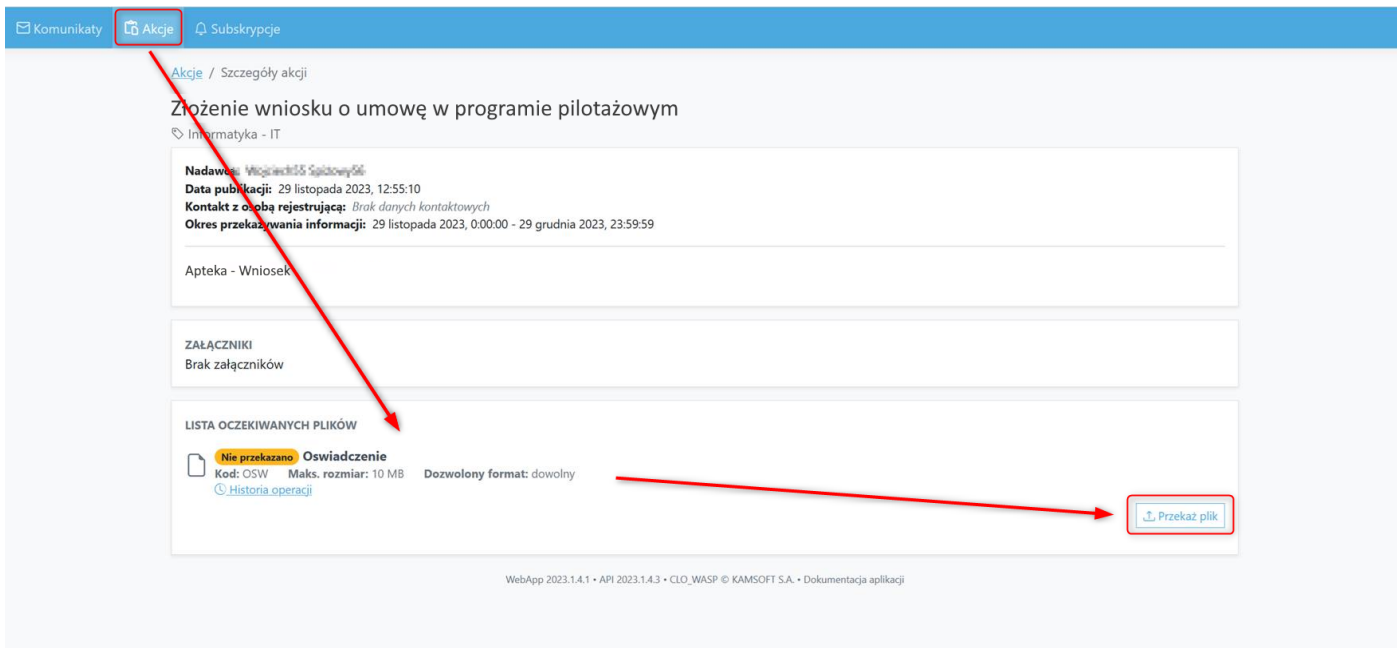 Komunikaty Akcje Subskrypcje
Akcje / Szczegóły akcji
Złożenie wniosku o umowę w programie pilotażowym
Informatyka - IT
Nadawca:
Data publikacji: 29 listopada 2023, 12:55:10
Kontakt z osobą rejestrującą: Brak danych kontaktowych
Okres przekazywania informacji: 29 listopada 2023, 0:00:00 - 29 grudnia 2023, 23:59:59
Apteka - Wniosek
ZAŁĄCZNIKI
Brak załączników
LISTA OCZEKIWANYCH PLIKÓW
Nie przekazano Oswiadczenie
Kod: OSW Maks. rozmiar: 10 MB Dozwolony format: dowolny
Historia operacji
Przekaż plik
WebApp 2023.1.4.1 • API 2023.1.4.3 • CLO_WASP © KAMSOFT S.A. • Dokumentacja aplikacji